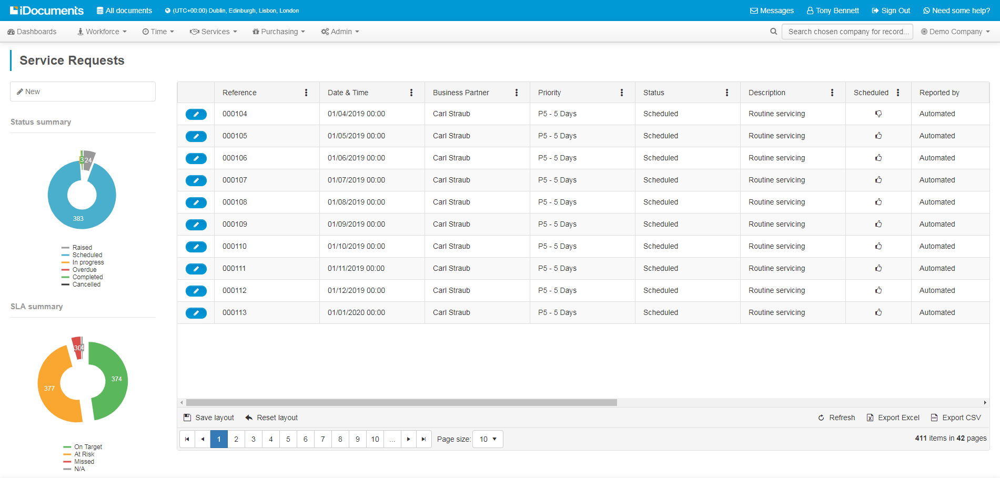 iDocuments All documents (UTC+00:00) Dublin, Edinburgh, Lisbon, London Messages Tony Bennett Sign Out Need some help?
Dashboards Workforce Time Services Purchasing Admin Search chosen company for record... Demo Company
Service Requests
New
Status summary
3 24
383
Raised
Scheduled
In progress
Overdue
Completed
Cancelled
SLA summary
30 4
374
377
On Target
At Risk
Missed
N/A
Reference Date & Time Business Partner Priority Status Description Scheduled Reported by
000104 01/04/2019 00:00 Carl Straub P5 - 5 Days Scheduled Routine servicing Automated
000105 01/05/2019 00:00 Carl Straub P5 - 5 Days Scheduled Routine servicing Automated
000106 01/06/2019 00:00 Carl Straub P5 - 5 Days Scheduled Routine servicing Automated
000107 01/07/2019 00:00 Carl Straub P5 - 5 Days Scheduled Routine servicing Automated
000108 01/08/2019 00:00 Carl Straub P5 - 5 Days Scheduled Routine servicing Automated
000109 01/09/2019 00:00 Carl Straub P5 - 5 Days Scheduled Routine servicing Automated
000110 01/10/2019 00:00 Carl Straub P5 - 5 Days Scheduled Routine servicing Automated
000111 01/11/2019 00:00 Carl Straub P5 - 5 Days Scheduled Routine servicing Automated
000112 01/12/2019 00:00 Carl Straub P5 - 5 Days Scheduled Routine servicing Automated
000113 01/01/2020 00:00 Carl Straub P5 - 5 Days Scheduled Routine servicing Automated
Save layout Reset layout Refresh Export Excel Export CSV
1 2 3 4 5 6 7 8 9 10 ... Page size: 10 411 items in 42 pages